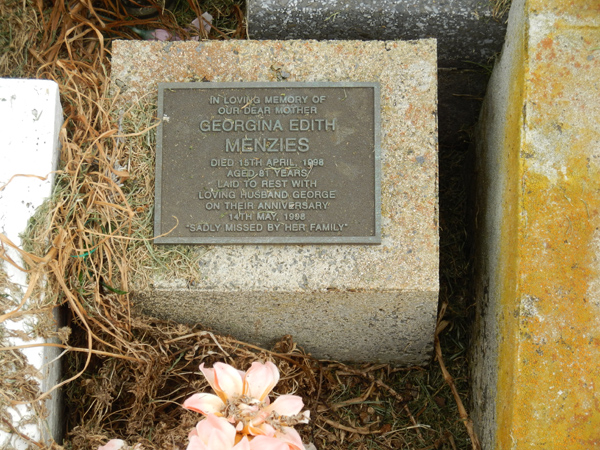 IN LOVING MEMORY OF
OUR DEAR MOTHER
GEORGINA EDITH
MENZIES
DIED 15TH APRIL, 1998
AGED 81 YEARS
LAID TO REST WITH
LOVING HUSBAND GEORGE
ON THEIR ANNIVERSARY
14TH MAY, 1998
"SADLY MISSED BY HER FAMILY"